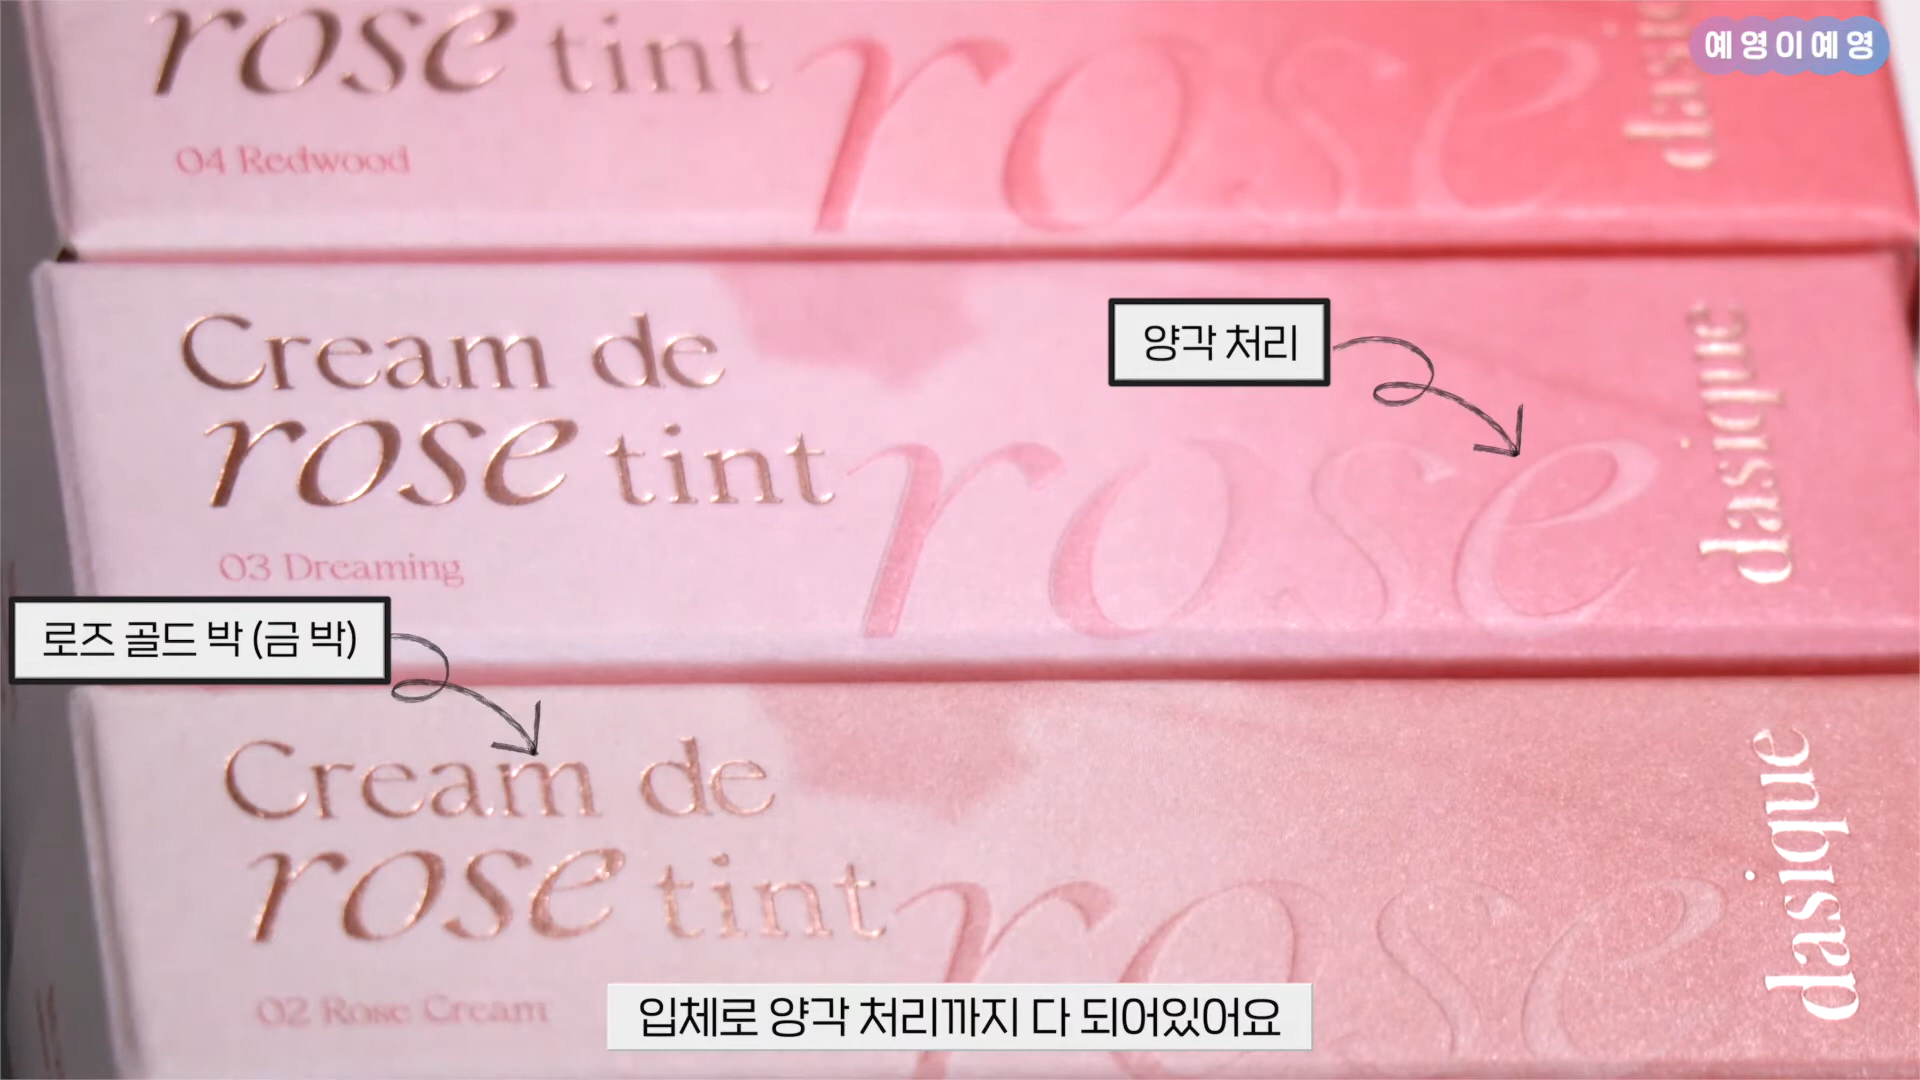 rose tint
04 Redwood
rose
dasique
예영이예영
Cream de
rose tint
03 Dreaming
rose
dasique
양각 처리
로즈 골드 박 (금 박)
Cream de
rose tint
02 Rose Cream
rose
dasique
입체로 양각 처리까지 다 되어있어요